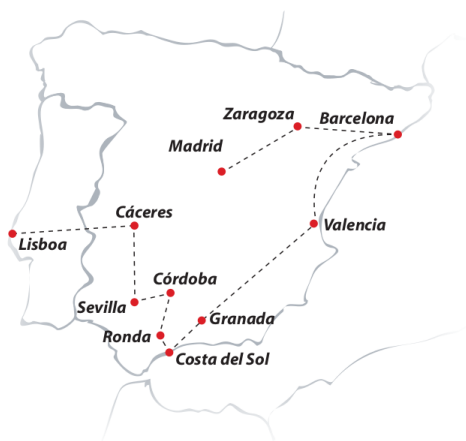 Zaragoza
Barcelona
Madrid
Cáceres
Valencia
Lisboa
Córdoba
Sevilla
Granada
Ronda
Costa del Sol